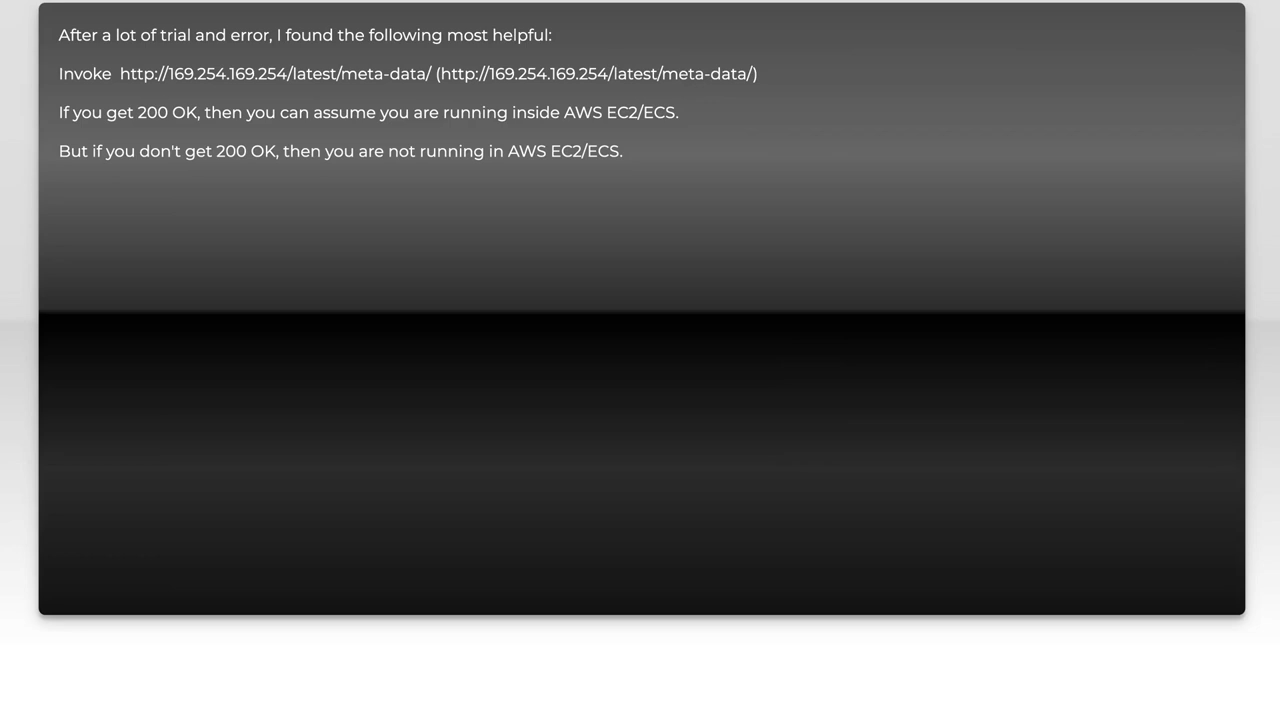 After a lot of trial and error, I found the following most helpful:
Invoke  http://169.254.169.254/latest/meta-data/ (http://169.254.169.254/latest/meta-data/)
If you get 200 OK, then you can assume you are running inside AWS EC2/ECS.
But if you don't get 200 OK, then you are not running in AWS EC2/ECS.